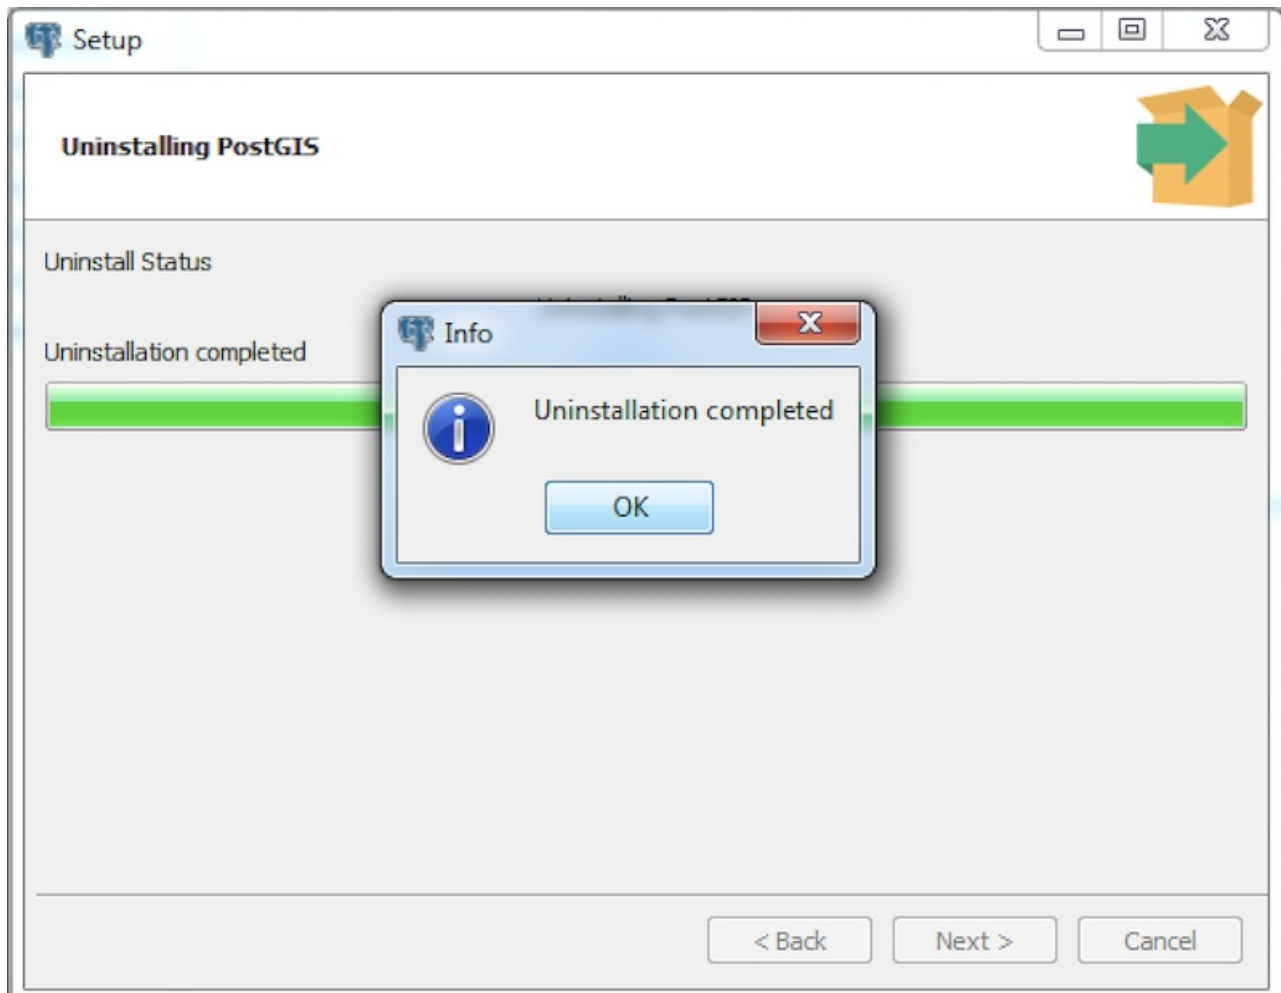 Setup
Uninstalling PostGIS
Uninstall Status
Uninstallation completed
Info
Uninstallation completed
OK
< Back
Next >
Cancel